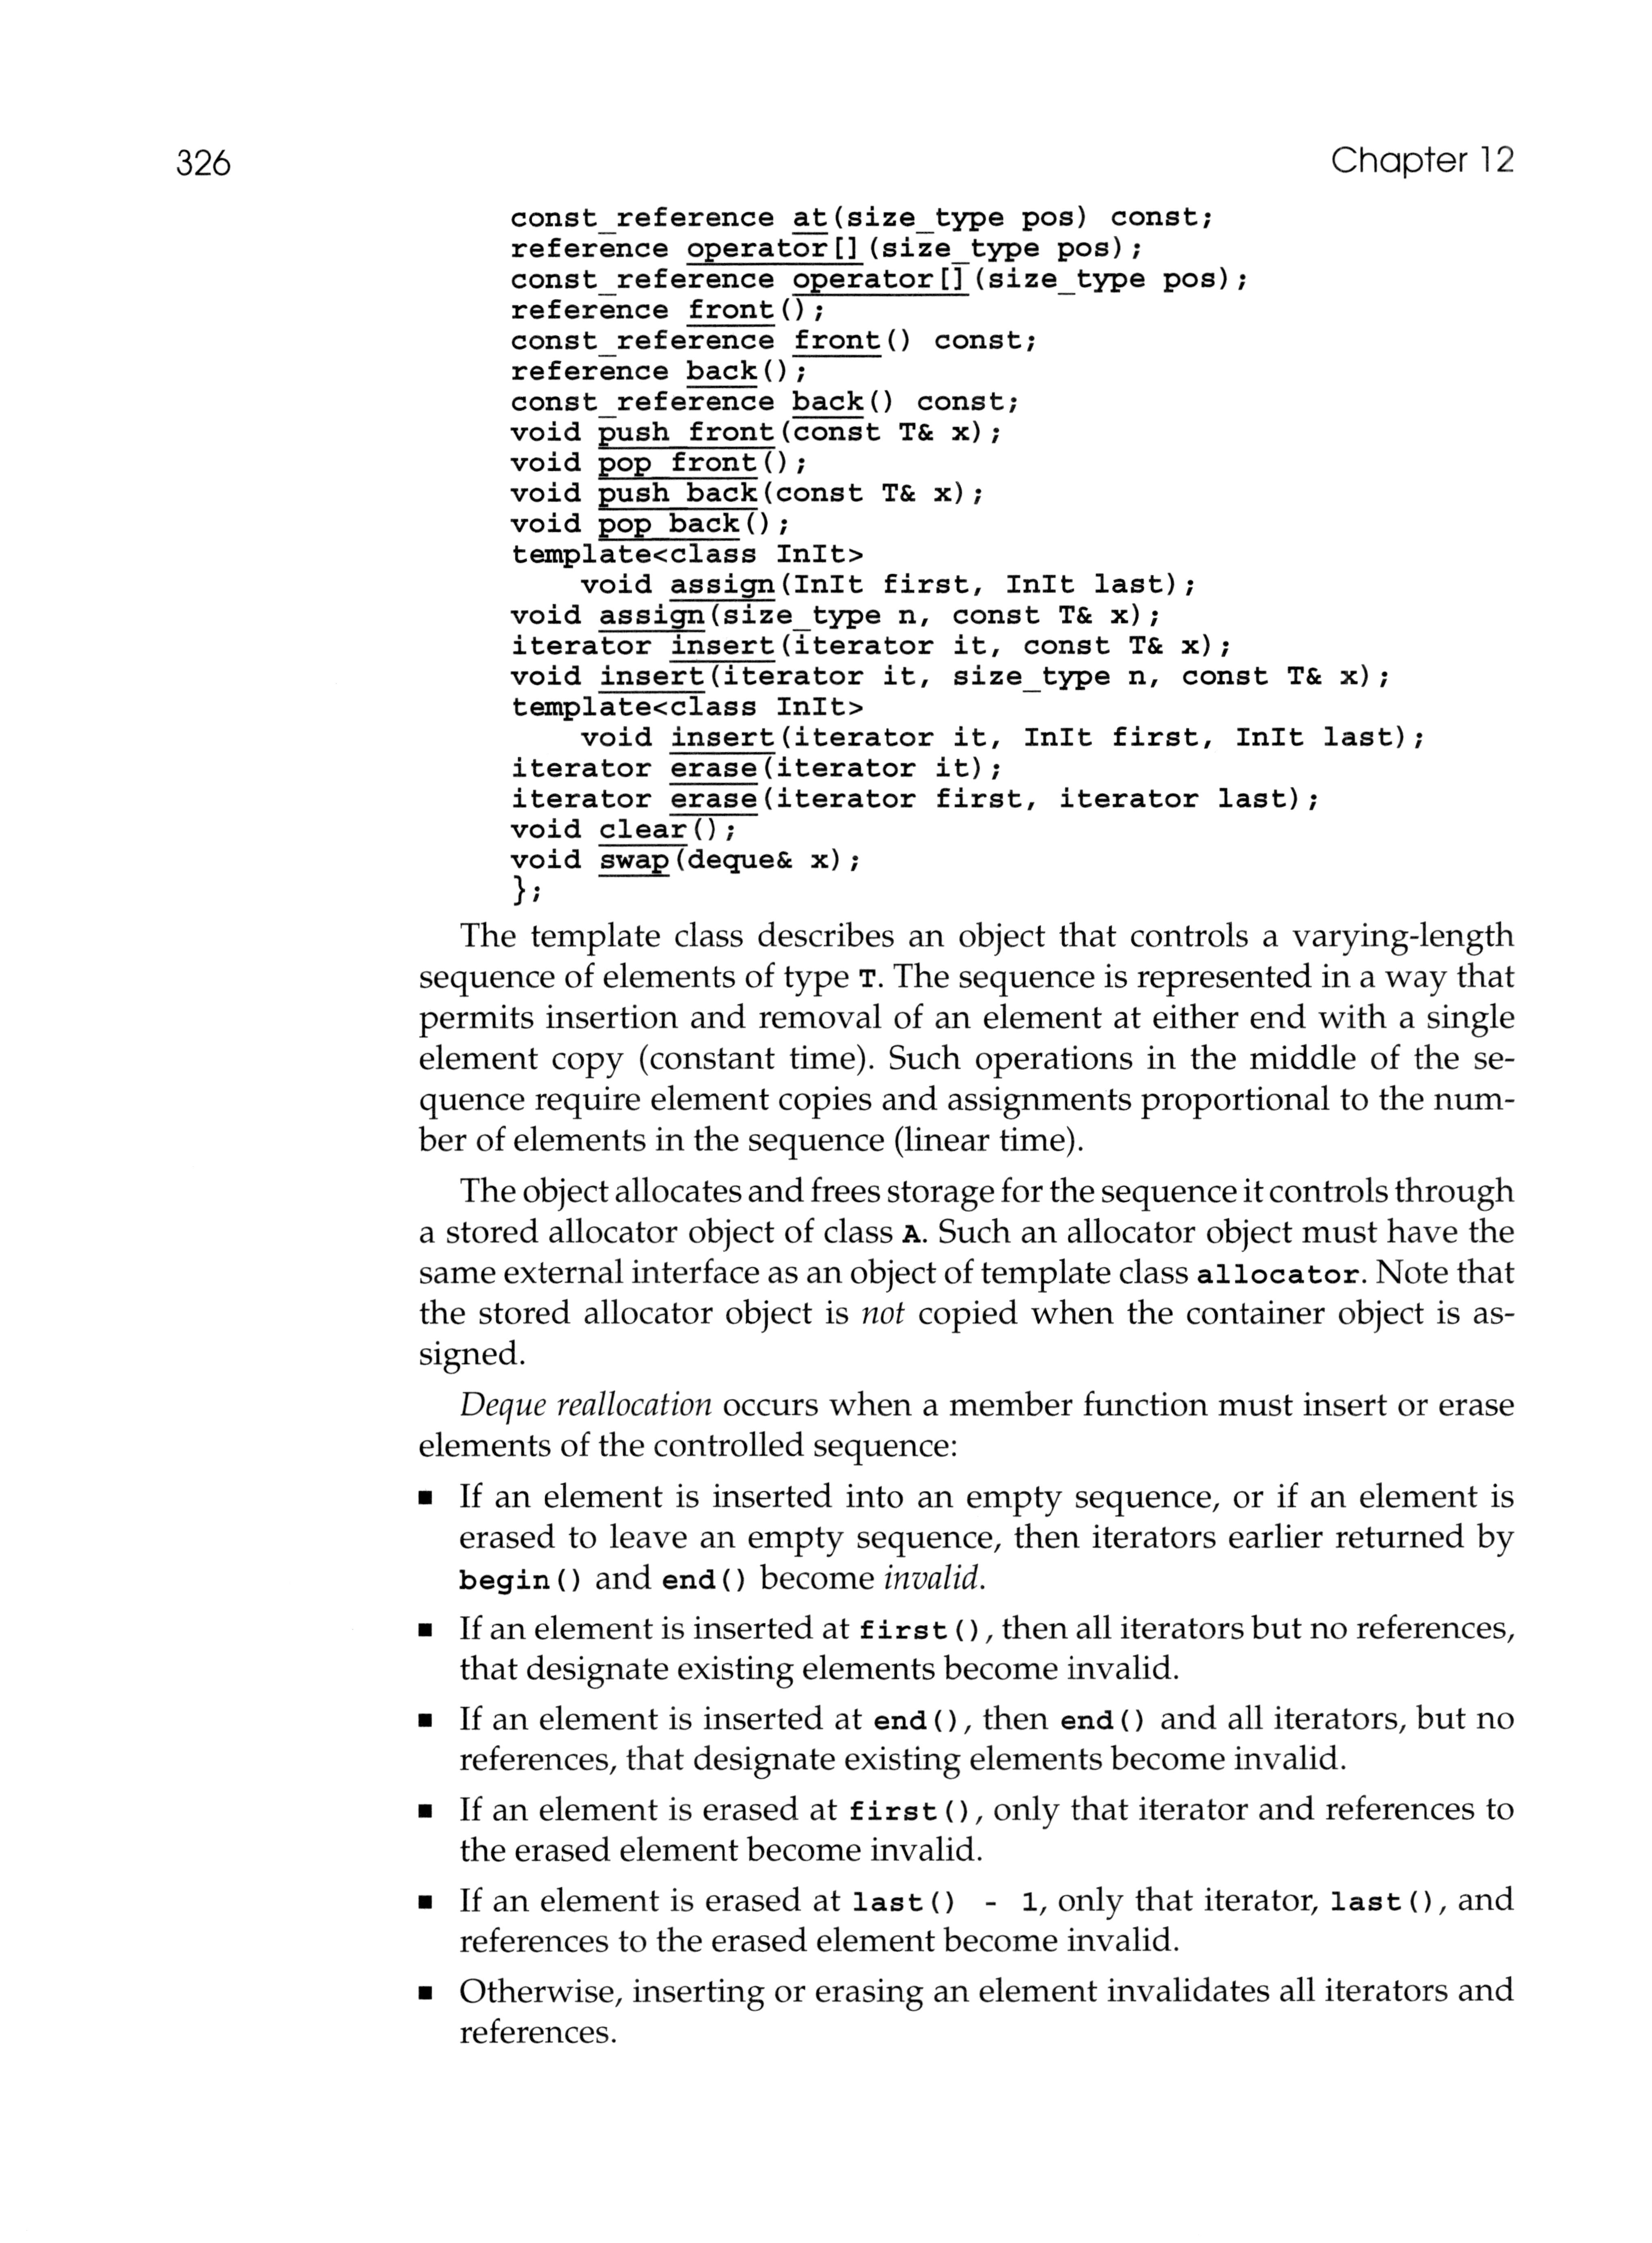 326
Chapter 12
const_reference at(size_type pos) const;
reference operator[](size_type pos);
const_reference operator[](size_type pos);
reference front();
const_reference front() const;
reference back();
const_reference back() const;
void push_front(const T& x);
void pop_front();
void push_back(const T& x);
void pop_back();
template<class InIt>
    void assign(InIt first, InIt last);
void assign(size_type n, const T& x);
iterator insert(iterator it, const T& x);
void insert(iterator it, size_type n, const T& x);
template<class InIt>
    void insert(iterator it, InIt first, InIt last);
iterator erase(iterator it);
iterator erase(iterator first, iterator last);
void clear();
void swap(deque& x);
};
The template class describes an object that controls a varying-length
sequence of elements of type T. The sequence is represented in a way that
permits insertion and removal of an element at either end with a single
element copy (constant time). Such operations in the middle of the se-
quence require element copies and assignments proportional to the num-
ber of elements in the sequence (linear time).
The object allocates and frees storage for the sequence it controls through
a stored allocator object of class A. Such an allocator object must have the
same external interface as an object of template class allocator. Note that
the stored allocator object is not copied when the container object is as-
signed.
Deque reallocation occurs when a member function must insert or erase
elements of the controlled sequence:
■ If an element is inserted into an empty sequence, or if an element is
erased to leave an empty sequence, then iterators earlier returned by
begin() and end() become invalid.
■ If an element is inserted at first(), then all iterators but no references,
that designate existing elements become invalid.
■ If an element is inserted at end(), then end() and all iterators, but no
references, that designate existing elements become invalid.
■ If an element is erased at first(), only that iterator and references to
the erased element become invalid.
■ If an element is erased at last() - 1, only that iterator, last(), and
references to the erased element become invalid.
■ Otherwise, inserting or erasing an element invalidates all iterators and
references.